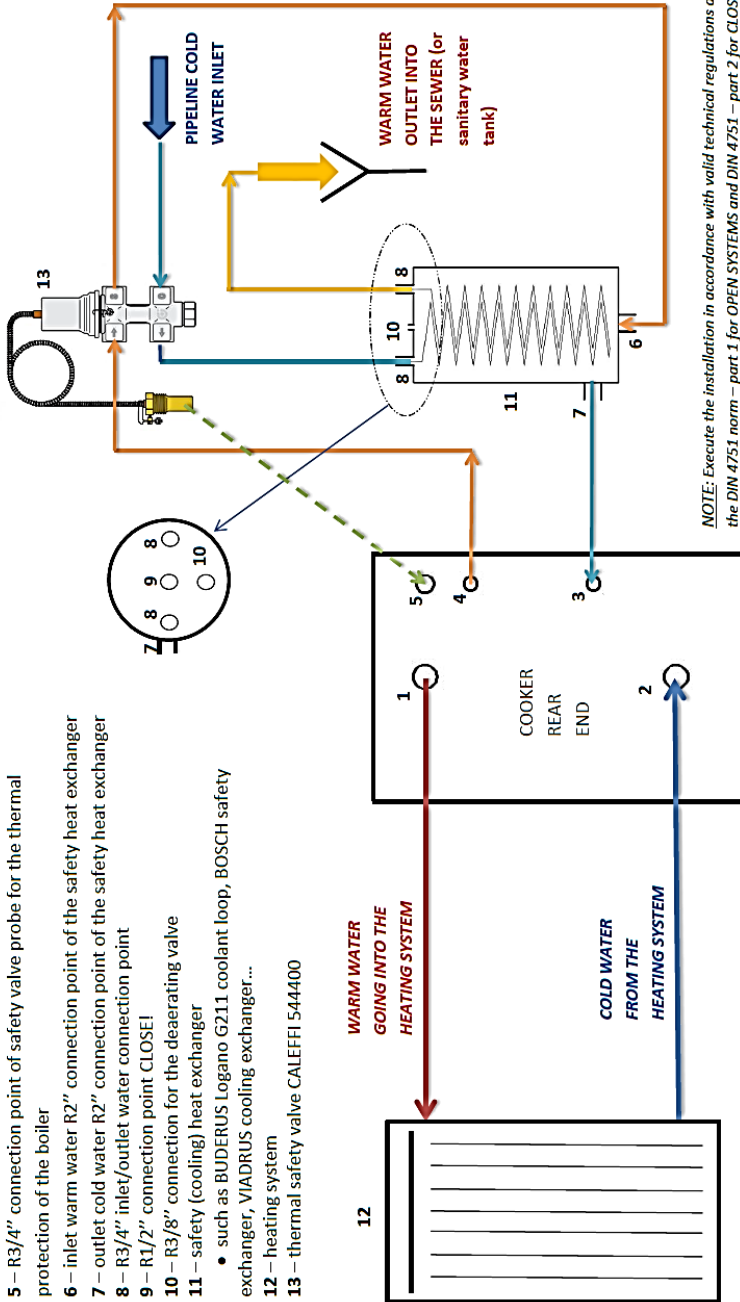 5 – R3/4’’ connection point of safety valve probe for the thermal
protection of the boiler
6 – inlet warm water R2’’ connection point of the safety heat exchanger
7 – outlet cold water R2’’ connection point of the safety heat exchanger
8 – R3/4’’ inlet/outlet water connection point
9 – R1/2’’ connection point CLOSE!
10 – R3/8’’ connection for the deaerating valve
11 – safety (cooling) heat exchanger
• such as BUDERUS Logano G211 coolant loop, BOSCH safety
exchanger, VIADRUS cooling exchanger...
12 – heating system
13 – thermal safety valve CALEFFI 544400
7
8
9
8
10
13
PIPELINE COLD
WATER INLET
WARM WATER
OUTLET INTO
THE SEWER (or
sanitary water
tank)
8
10
8
11
7
6
12
WARM WATER
GOING INTO THE
HEATING SYSTEM
COLD WATER
FROM THE
HEATING SYSTEM
1
2
COOKER
REAR
END
5
4
3
NOTE: Execute the installation in accordance with valid technical regulations
the DIN 4751 norm – part 1 for OPEN SYSTEMS and DIN 4751 – part 2 for CLOS